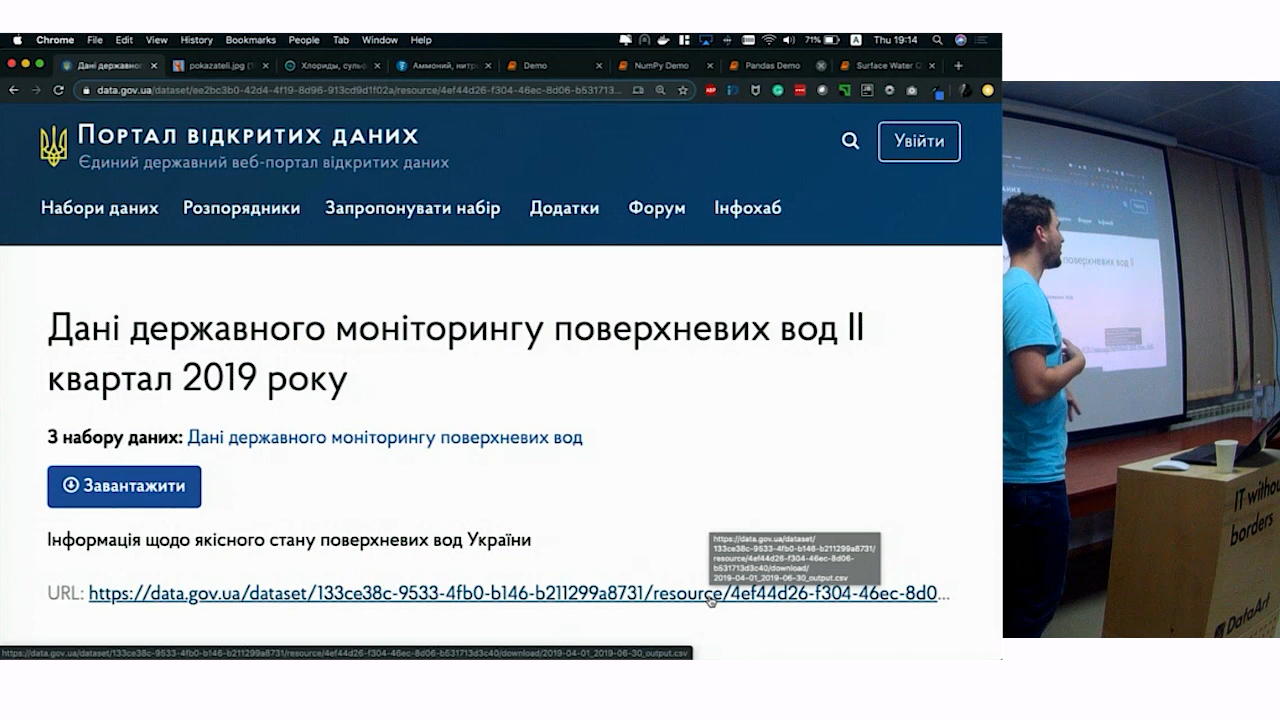 Chrome File Edit View History Bookmarks People Tab Window Help 71% A Thu 19:14
Дані державно pokazateli.jpg (1 Хлориды, сульф Аммоний, нитр Demo NumPy Demo Pandas Demo Surface Water
data.gov.ua/dataset/ee2bc3b0-42d4-4f19-8d96-913cd9d1f02a/resource/4ef44d26-f304-46ec-8d06-b531713...
Портал відкритих даних
Єдиний державний веб-портал відкритих даних
Увійти
Набори даних Розпорядники Запропонувати набір Додатки Форум Інфохаб
Дані державного моніторингу поверхневих вод II
квартал 2019 року
З набору даних: Дані державного моніторингу поверхневих вод
Завантажити
Інформація щодо якісного стану поверхневих вод України
https://data.gov.ua/dataset/
133ce38c-9533-4fb0-b146-b211299a8731/
resource/4ef44d26-f304-46ec-8d06-
b531713d3c40/download/
2019-04-01_2019-06-30_output.csv
URL: https://data.gov.ua/dataset/133ce38c-9533-4fb0-b146-b211299a8731/resource/4ef44d26-f304-46ec-8d0...
https://data.gov.ua/dataset/133ce38c-9533-4fb0-b146-b211299a8731/resource/4ef44d26-f304-46ec-8d06-b531713d3c40/download/2019-04-01_2019-06-30_output.csv
поверхневих вод II
IT without
borders
DataArt